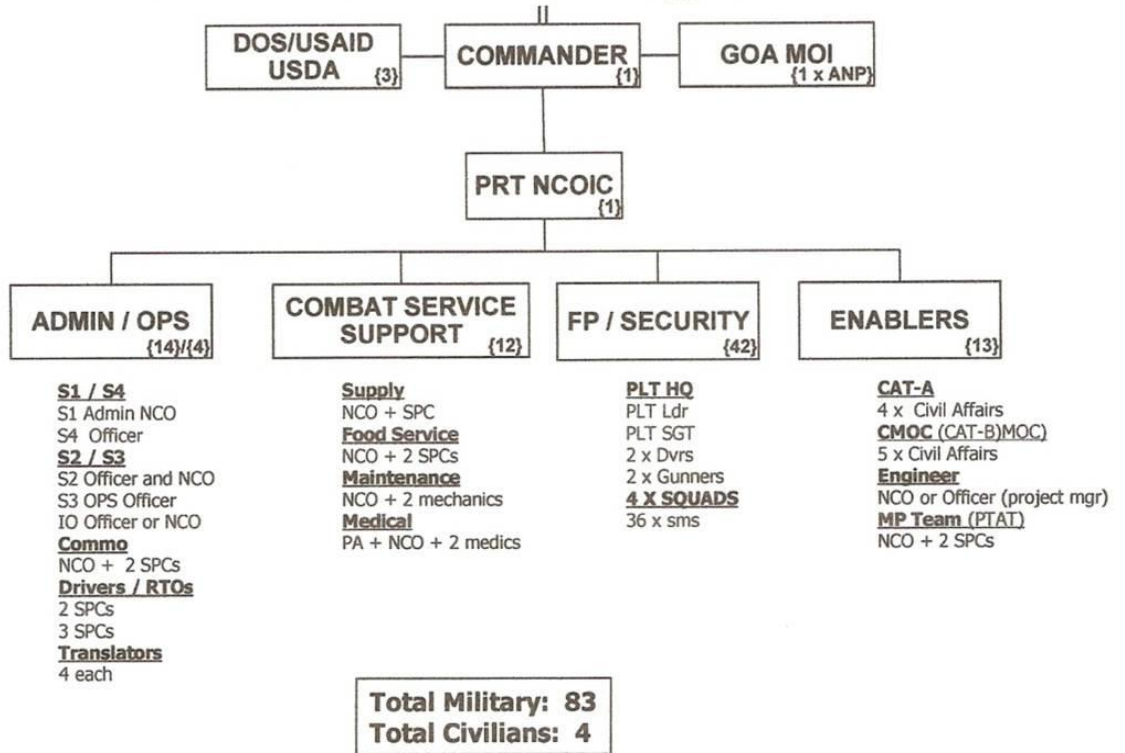 DOS/USAID
USDA
{3}
COMMANDER
{1}
GOA MOI
{1 x ANP}
PRT NCOIC
{1}
ADMIN / OPS
{14}/{4}
S1 / S4
S1 Admin NCO
S4 Officer
S2 / S3
S2 Officer and NCO
S3 OPS Officer
IO Officer or NCO
Commo
NCO + 2 SPCs
Drivers / RTOs
2 SPCs
3 SPCs
Translators
4 each
COMBAT SERVICE
SUPPORT
{12}
Supply
NCO + SPC
Food Service
NCO + 2 SPCs
Maintenance
NCO + 2 mechanics
Medical
PA + NCO + 2 medics
FP / SECURITY
{42}
PLT HQ
PLT Ldr
PLT SGT
2 x Dvrs
2 x Gunners
4 X SQUADS
36 x sms
ENABLERS
{13}
CAT-A
4 x Civil Affairs
CMOC (CAT-B)MOC)
5 x Civil Affairs
Engineer
NCO or Officer (project mgr)
MP Team (PTAT)
NCO + 2 SPCs
Total Military: 83
Total Civilians: 4